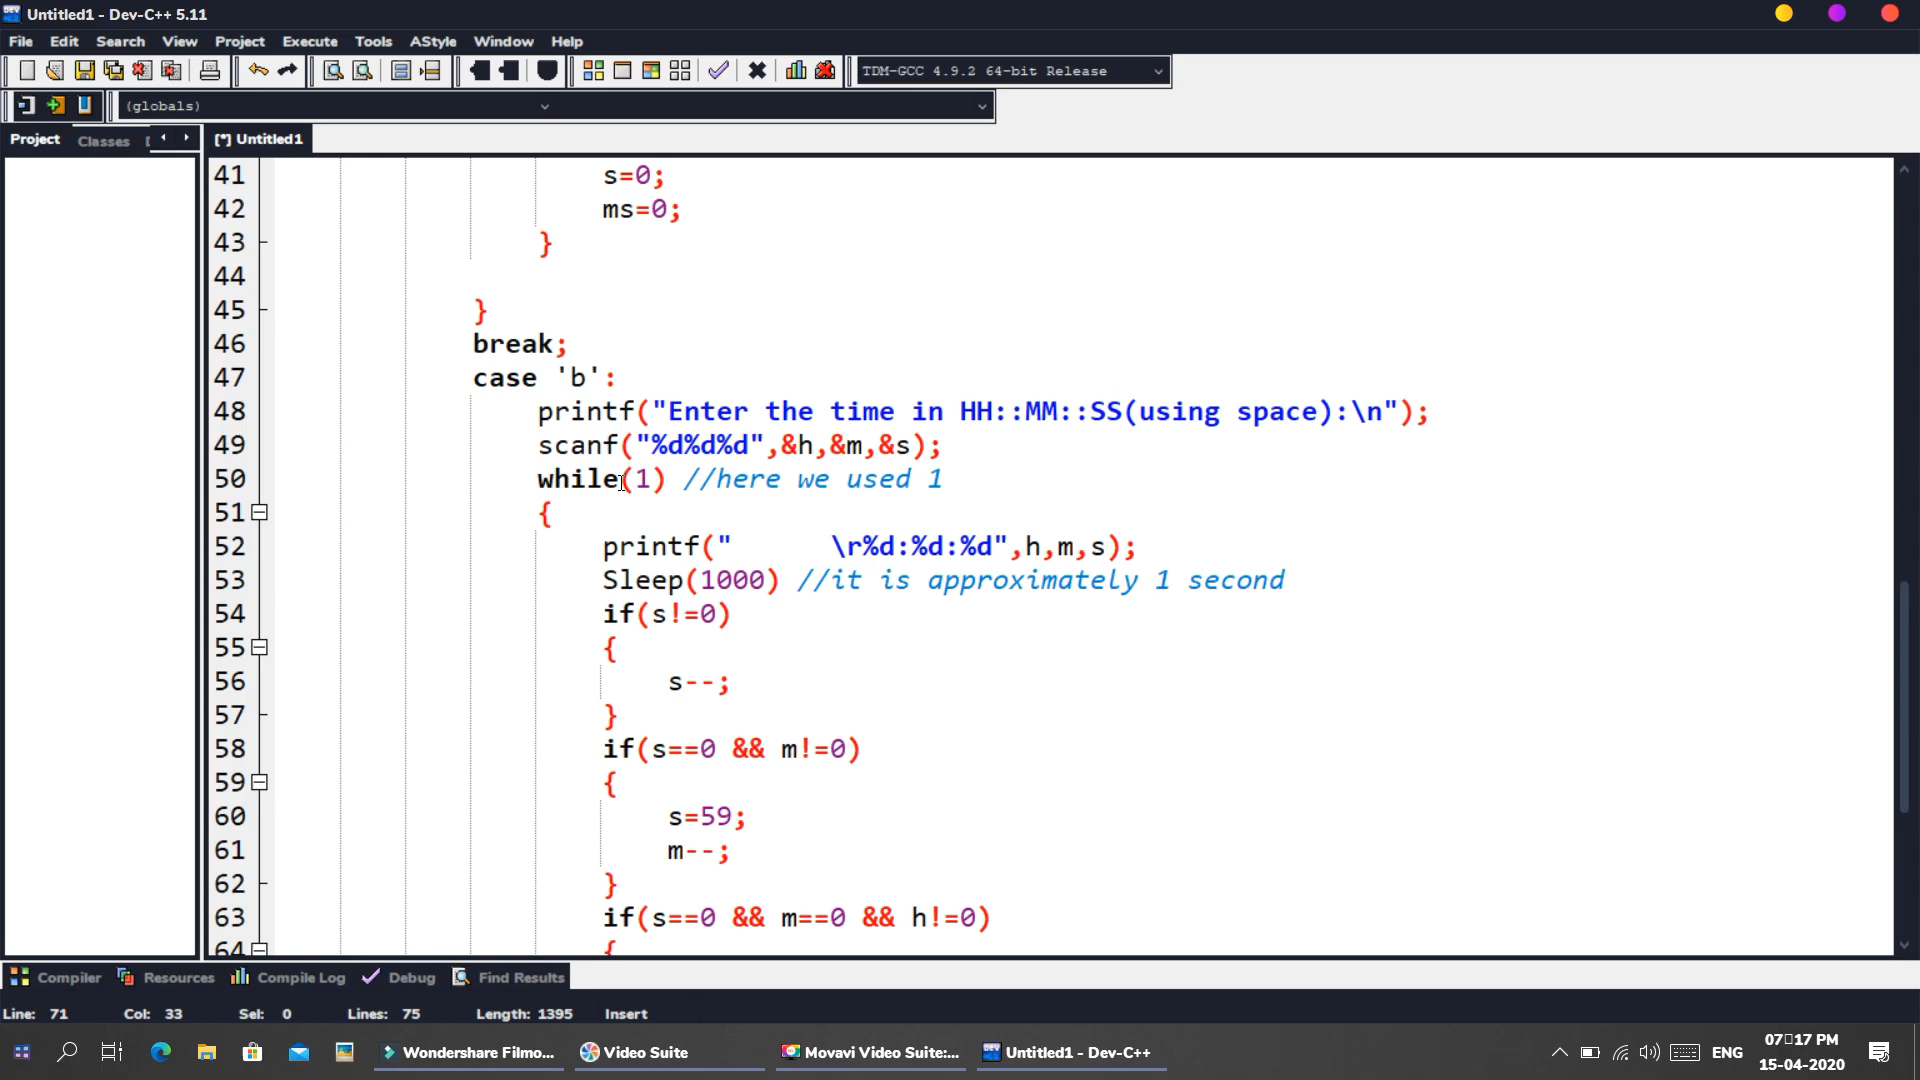 Untitled1 - Dev-C++ 5.11
File Edit Search View Project Execute Tools AStyle Window Help
TDM-GCC 4.9.2 64-bit Release
(globals)
Project Classes [*] Untitled1
41 s=0;
42 ms=0;
43 }
44
45 }
46 break;
47 case 'b':
48 printf("Enter the time in HH::MM::SS(using space):\n");
49 scanf("%d%d%d",&h,&m,&s);
50 while(1) //here we used 1
51 {
52 printf("      \r%d:%d:%d",h,m,s);
53 Sleep(1000) //it is approximately 1 second
54 if(s!=0)
55 {
56 s--;
57 }
58 if(s==0 && m!=0)
59 {
60 s=59;
61 m--;
62 }
63 if(s==0 && m==0 && h!=0)
64 {
Compiler Resources Compile Log Debug Find Results
Line: 71 Col: 33 Sel: 0 Lines: 75 Length: 1395 Insert
Wondershare Filmo... Video Suite Movavi Video Suite:... Untitled1 - Dev-C++ ENG
07▯17 PM
15-04-2020